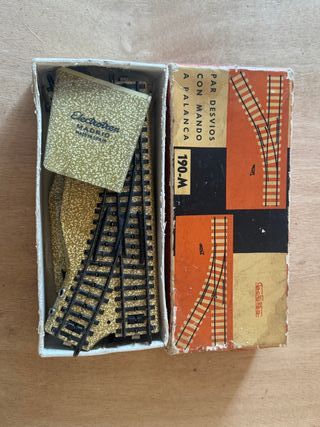 Electrotren
MADRID
PAR DESVIOS
CON MANDO
A PALANCA
190-M